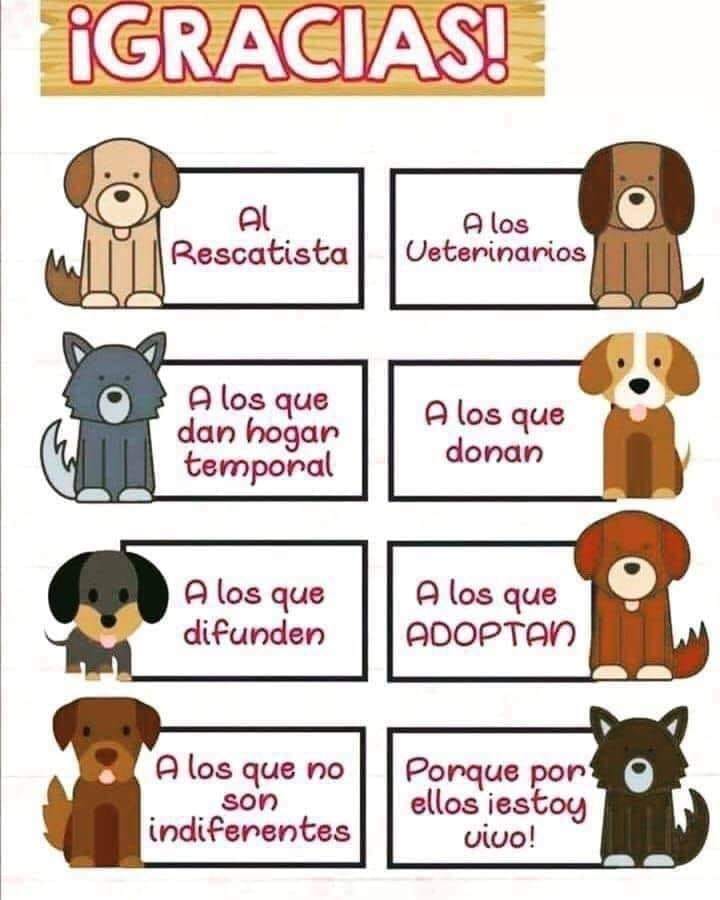 ¡GRACIAS!
Al
Rescatista
A los
Veterinarios
A los que
dan hogar
temporal
A los que
donan
A los que
difunden
A los que
ADOPTAN
A los que no
son
indiferentes
Porque por
ellos ¡estoy
vivo!